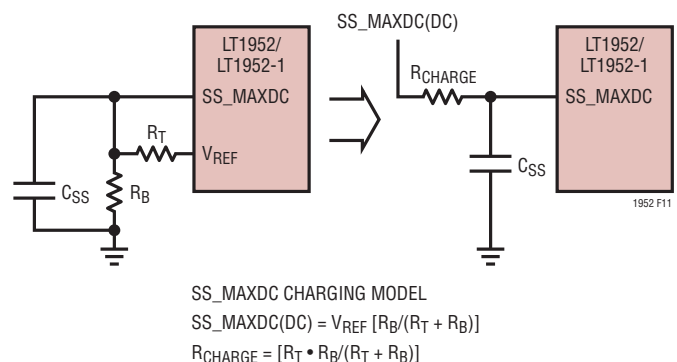 SS_MAXDC(DC)
LT1952/
LT1952-1
SS_MAXDC
RT
VREF
CSS
RB
RCHARGE
LT1952/
LT1952-1
SS_MAXDC
CSS
1952 F11
SS_MAXDC CHARGING MODEL
SS_MAXDC(DC) = VREF [RB/(RT + RB)]
RCHARGE = [RT • RB/(RT + RB)]